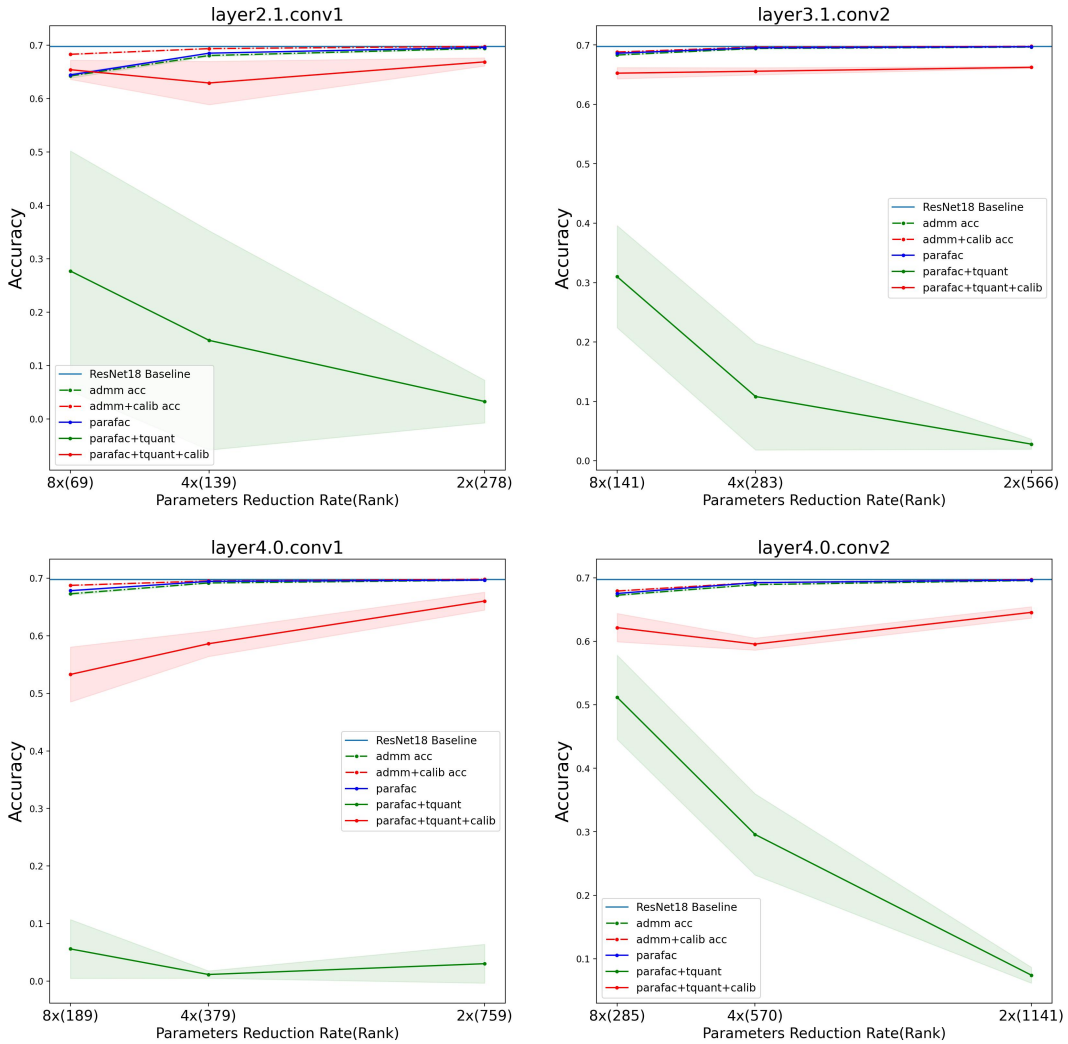 layer2.1.conv1
Accuracy
0.7
0.6
0.5
0.4
0.3
0.2
0.1
0.0
ResNet18 Baseline
admm acc
admm+calib acc
parafac
parafac+tquant
parafac+tquant+calib
8x(69) 4x(139) 2x(278)
Parameters Reduction Rate(Rank)
layer3.1.conv2
Accuracy
0.7
0.6
0.5
0.4
0.3
0.2
0.1
0.0
ResNet18 Baseline
admm acc
admm+calib acc
parafac
parafac+tquant
parafac+tquant+calib
8x(141) 4x(283) 2x(566)
Parameters Reduction Rate(Rank)
layer4.0.conv1
Accuracy
0.7
0.6
0.5
0.4
0.3
0.2
0.1
0.0
ResNet18 Baseline
admm acc
admm+calib acc
parafac
parafac+tquant
parafac+tquant+calib
8x(189) 4x(379) 2x(759)
Parameters Reduction Rate(Rank)
layer4.0.conv2
Accuracy
0.7
0.6
0.5
0.4
0.3
0.2
0.1
ResNet18 Baseline
admm acc
admm+calib acc
parafac
parafac+tquant
parafac+tquant+calib
8x(285) 4x(570) 2x(1141)
Parameters Reduction Rate(Rank)